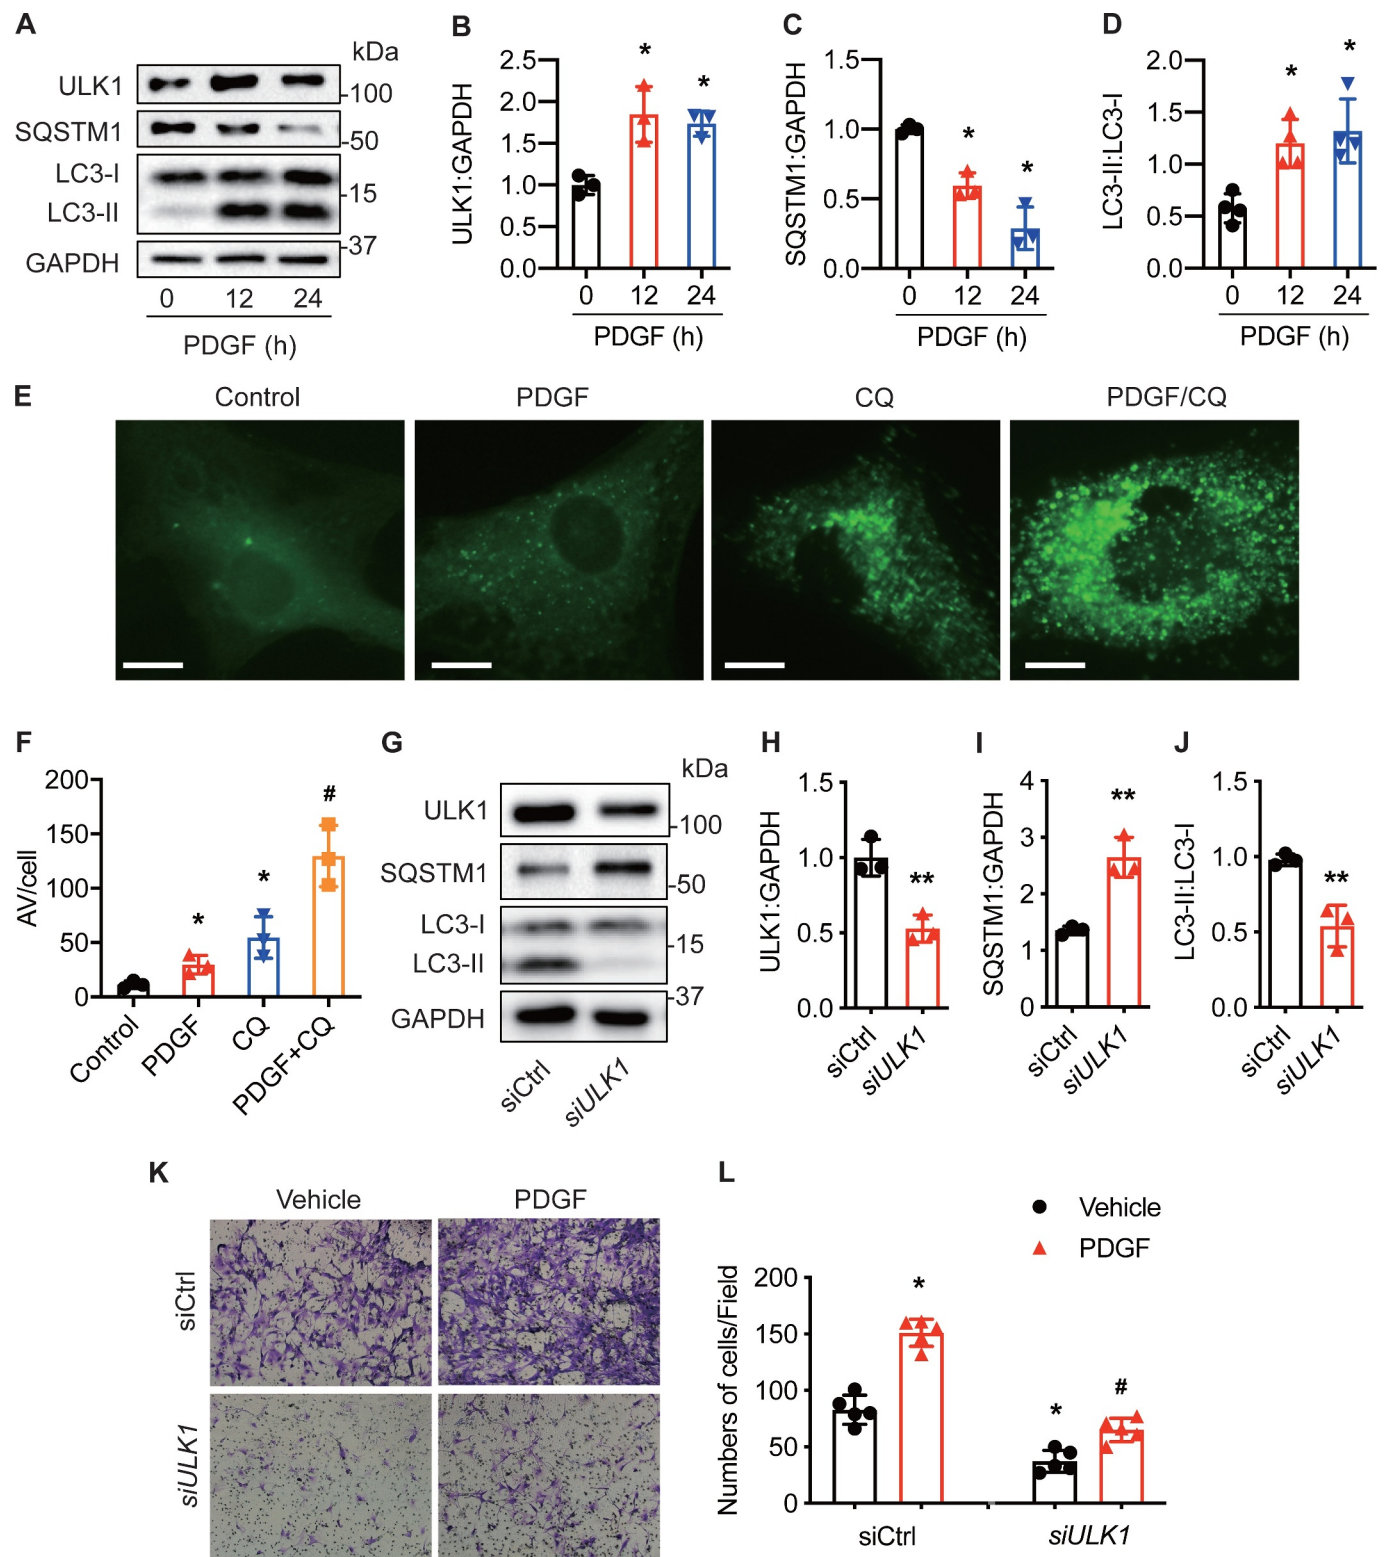 A
kDa
ULK1
-100
SQSTM1
-50
LC3-I
-15
LC3-II
-37
GAPDH
0 12 24
PDGF (h)
B
ULK1:GAPDH
2.5
2.0
1.5
1.0
0.5
0.0
* *
0 12 24
PDGF (h)
C
SQSTM1:GAPDH
1.5
1.0
0.5
0.0
* *
0 12 24
PDGF (h)
D
LC3-II:LC3-I
2.0
1.5
1.0
0.5
0.0
* *
0 12 24
PDGF (h)
E
Control PDGF CQ PDGF/CQ
F
AV/cell
200
150
100
50
0
* * #
Control PDGF CQ PDGF+CQ
G
kDa
ULK1
-100
SQSTM1
-50
LC3-I
-15
LC3-II
-37
GAPDH
siCtrl siULK1
H
ULK1:GAPDH
1.5
1.0
0.5
0.0
**
siCtrl siULK1
I
SQSTM1:GAPDH
4
3
2
1
0
**
siCtrl siULK1
J
LC3-II:LC3-I
1.5
1.0
0.5
0.0
**
siCtrl siULK1
K
Vehicle PDGF
siCtrl
siULK1
L
Vehicle
PDGF
Numbers of cells/Field
200
150
100
50
0
* * #
siCtrl siULK1